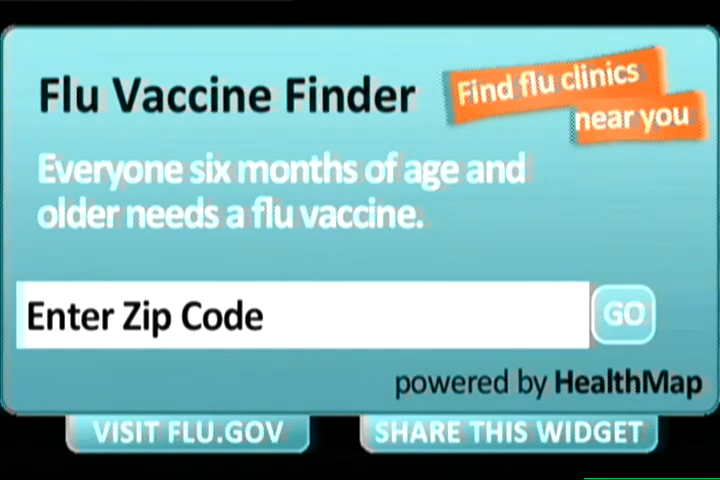 Flu Vaccine Finder
Find flu clinics
near you
Everyone six months of age and
older needs a flu vaccine.
Enter Zip Code
GO
powered by HealthMap
VISIT FLU.GOV
SHARE THIS WIDGET